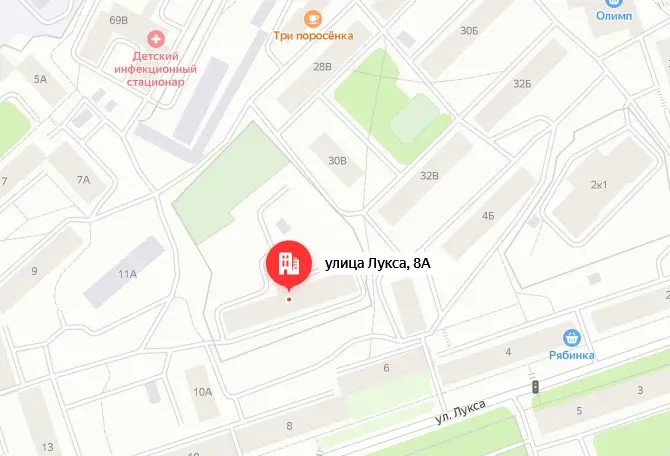 69В
Олимп
30Б
Три поросёнка
Детский
инфекционный
стационар
28В
5А
32Б
30В
32В
7
7А
2к1
4Б
улица Лукса, 8А
9
11А
4
Рябинка
6
10А
ул. Лукса
3
5
8
13